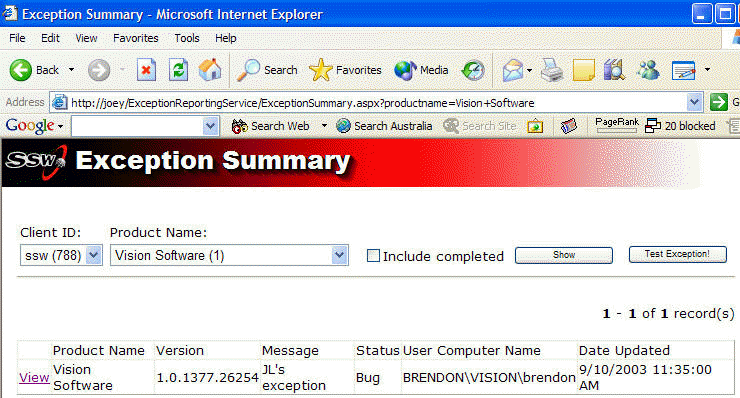 Exception Summary - Microsoft Internet Explorer
File Edit View Favorites Tools Help
Back Search Favorites Media
Address http://joey/ExceptionReportingService/ExceptionSummary.aspx?productname=Vision+Software G
Google Search Web Search Australia Search Site PageRank 20 blocked
SSW Exception Summary
Client ID: Product Name:
ssw (788) Vision Software (1) Include completed Show Test Exception!
1 - 1 of 1 record(s)
Product Name Version Message Status User Computer Name Date Updated
View Vision Software 1.0.1377.26254 JL's exception Bug BRENDON\VISION\brendon 9/10/2003 11:35:00 AM